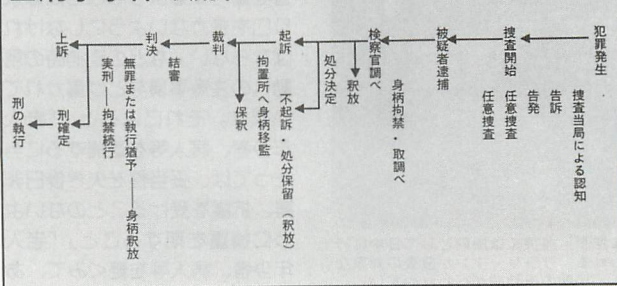 犯罪発生
捜査当局による認知
告訴
告発
捜査開始
任意捜査
任意捜査
被疑者逮捕
身柄拘禁・取調べ
検察官調べ
釈放
処分決定
起訴
不起訴・処分保留（釈放）
拘置所へ身柄移監
裁判
保釈
結審
判決
無罪または執行猶予――身柄釈放
実刑――拘禁続行
上訴
刑確定
刑の執行